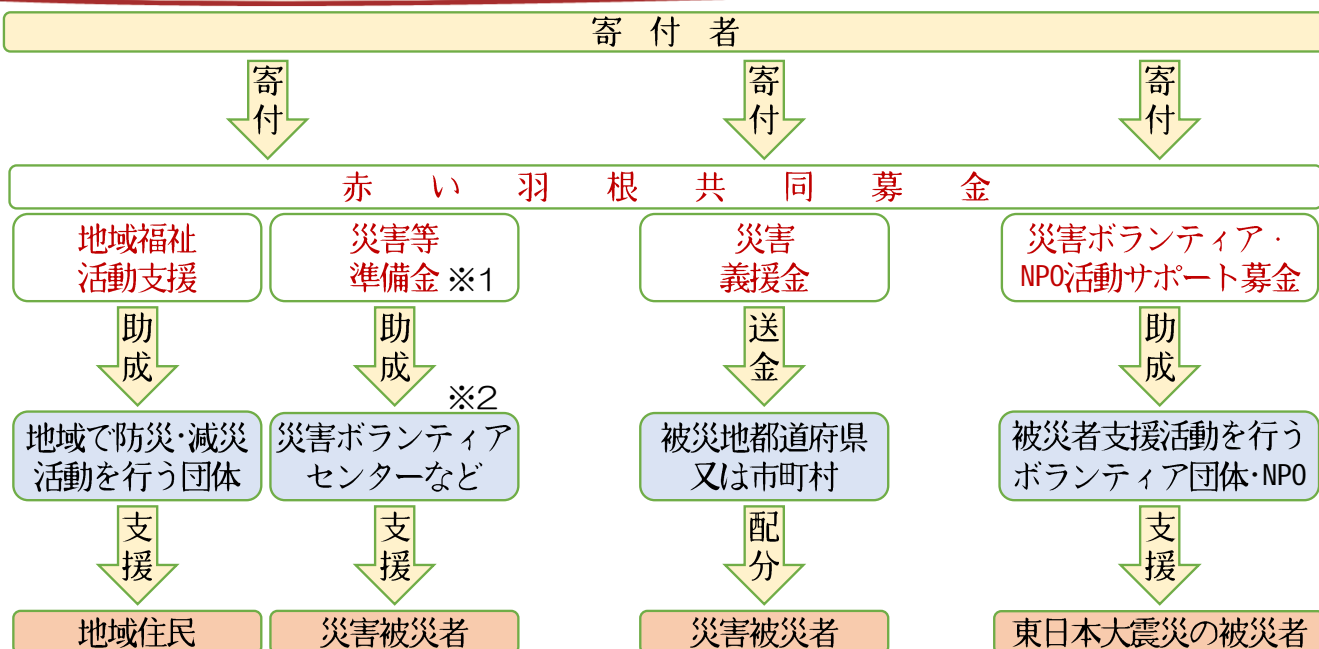 寄付者
寄付
寄付
寄付
赤い羽根共同募金
地域福祉
活動支援
災害等
準備金 ※1
災害
義援金
災害ボランティア・
NPO活動サポート募金
助成
助成
送金
助成
※2
地域で防災・減災
活動を行う団体
災害ボランティア
センターなど
被災地都道府県
又は市町村
被災者支援活動を行う
ボランティア団体・NPO
支援
支援
配分
支援
地域住民
災害被災者
災害被災者
東日本大震災の被災者